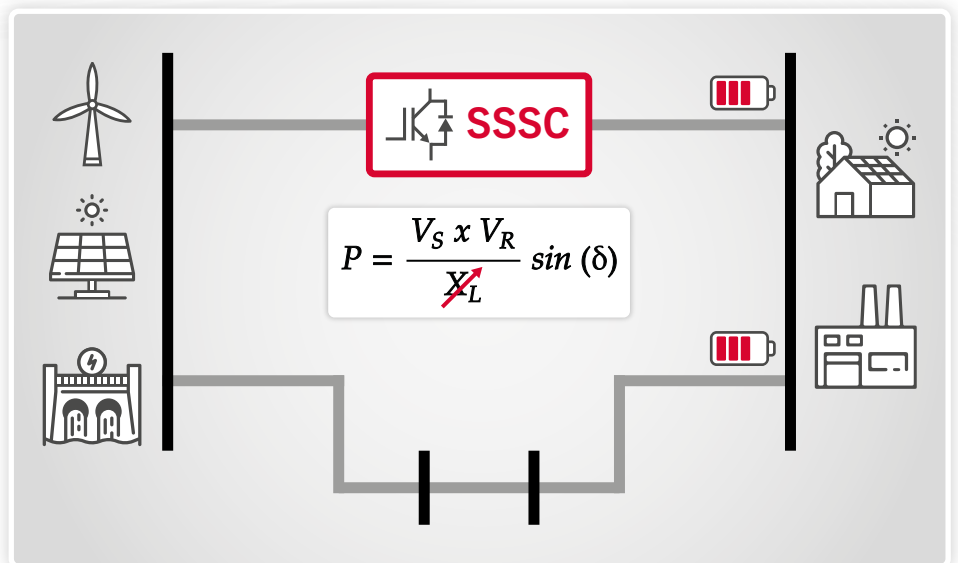 SSSC
P = V_S x V_R / X_L sin (δ)